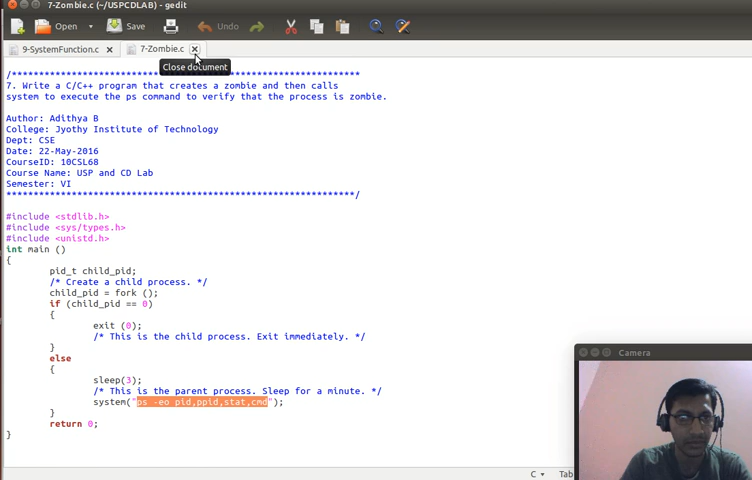 7-Zombie.c (~/USPCDLAB) - gedit
Open Save Undo
9-SystemFunction.c 7-Zombie.c
Close document
/****************************************************************
7. Write a C/C++ program that creates a zombie and then calls
system to execute the ps command to verify that the process is zombie.
Author: Adithya B
College: Jyothy Institute of Technology
Dept: CSE
Date: 22-May-2016
CourseID: 10CSL68
Course Name: USP and CD Lab
Semester: VI
****************************************************************/
#include <stdlib.h>
#include <sys/types.h>
#include <unistd.h>
int main ()
{
pid_t child_pid;
/* Create a child process. */
child_pid = fork ();
if (child_pid == 0)
{
exit (0);
/* This is the child process. Exit immediately. */
}
else
{
sleep(3);
/* This is the parent process. Sleep for a minute. */
system("ps -eo pid,ppid,stat,cmd");
}
return 0;
}
Camera
C Tab